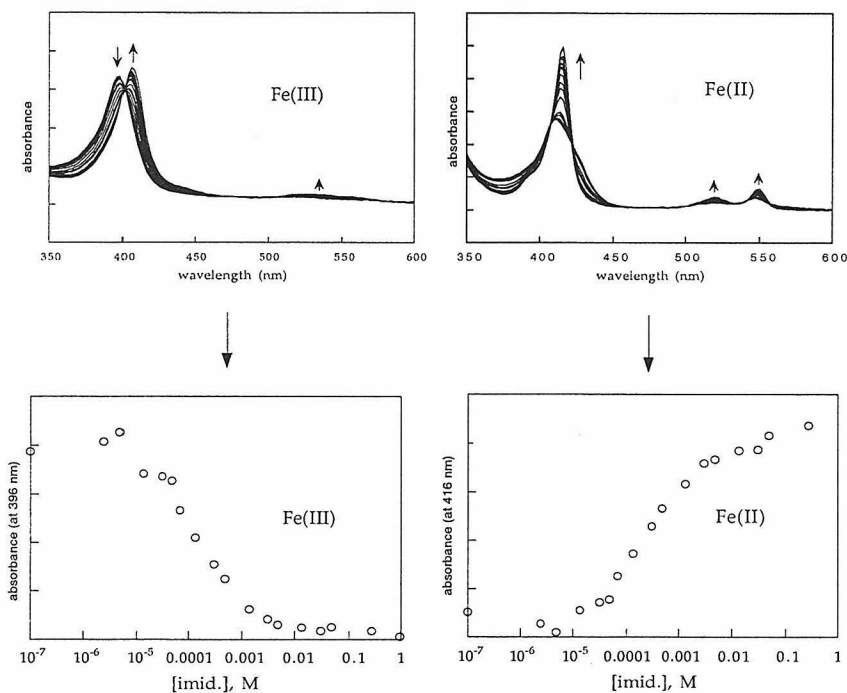 absorbance
Fe(III)
350 400 450 500 550 600
wavelength (nm)
absorbance
Fe(II)
350 400 450 500 550 600
wavelength (nm)
absorbance (at 396 nm)
Fe(III)
10-7 10-6 10-5 0.0001 0.001 0.01 0.1 1
[imid.], M
absorbance (at 416 nm)
Fe(II)
10-7 10-6 10-5 0.0001 0.001 0.01 0.1 1
[imid.], M